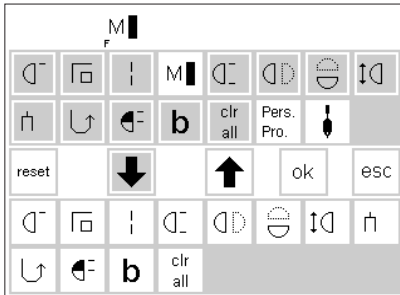 M
F
M
b clr
all Pers.
Pro.
reset ok esc
b clr
all